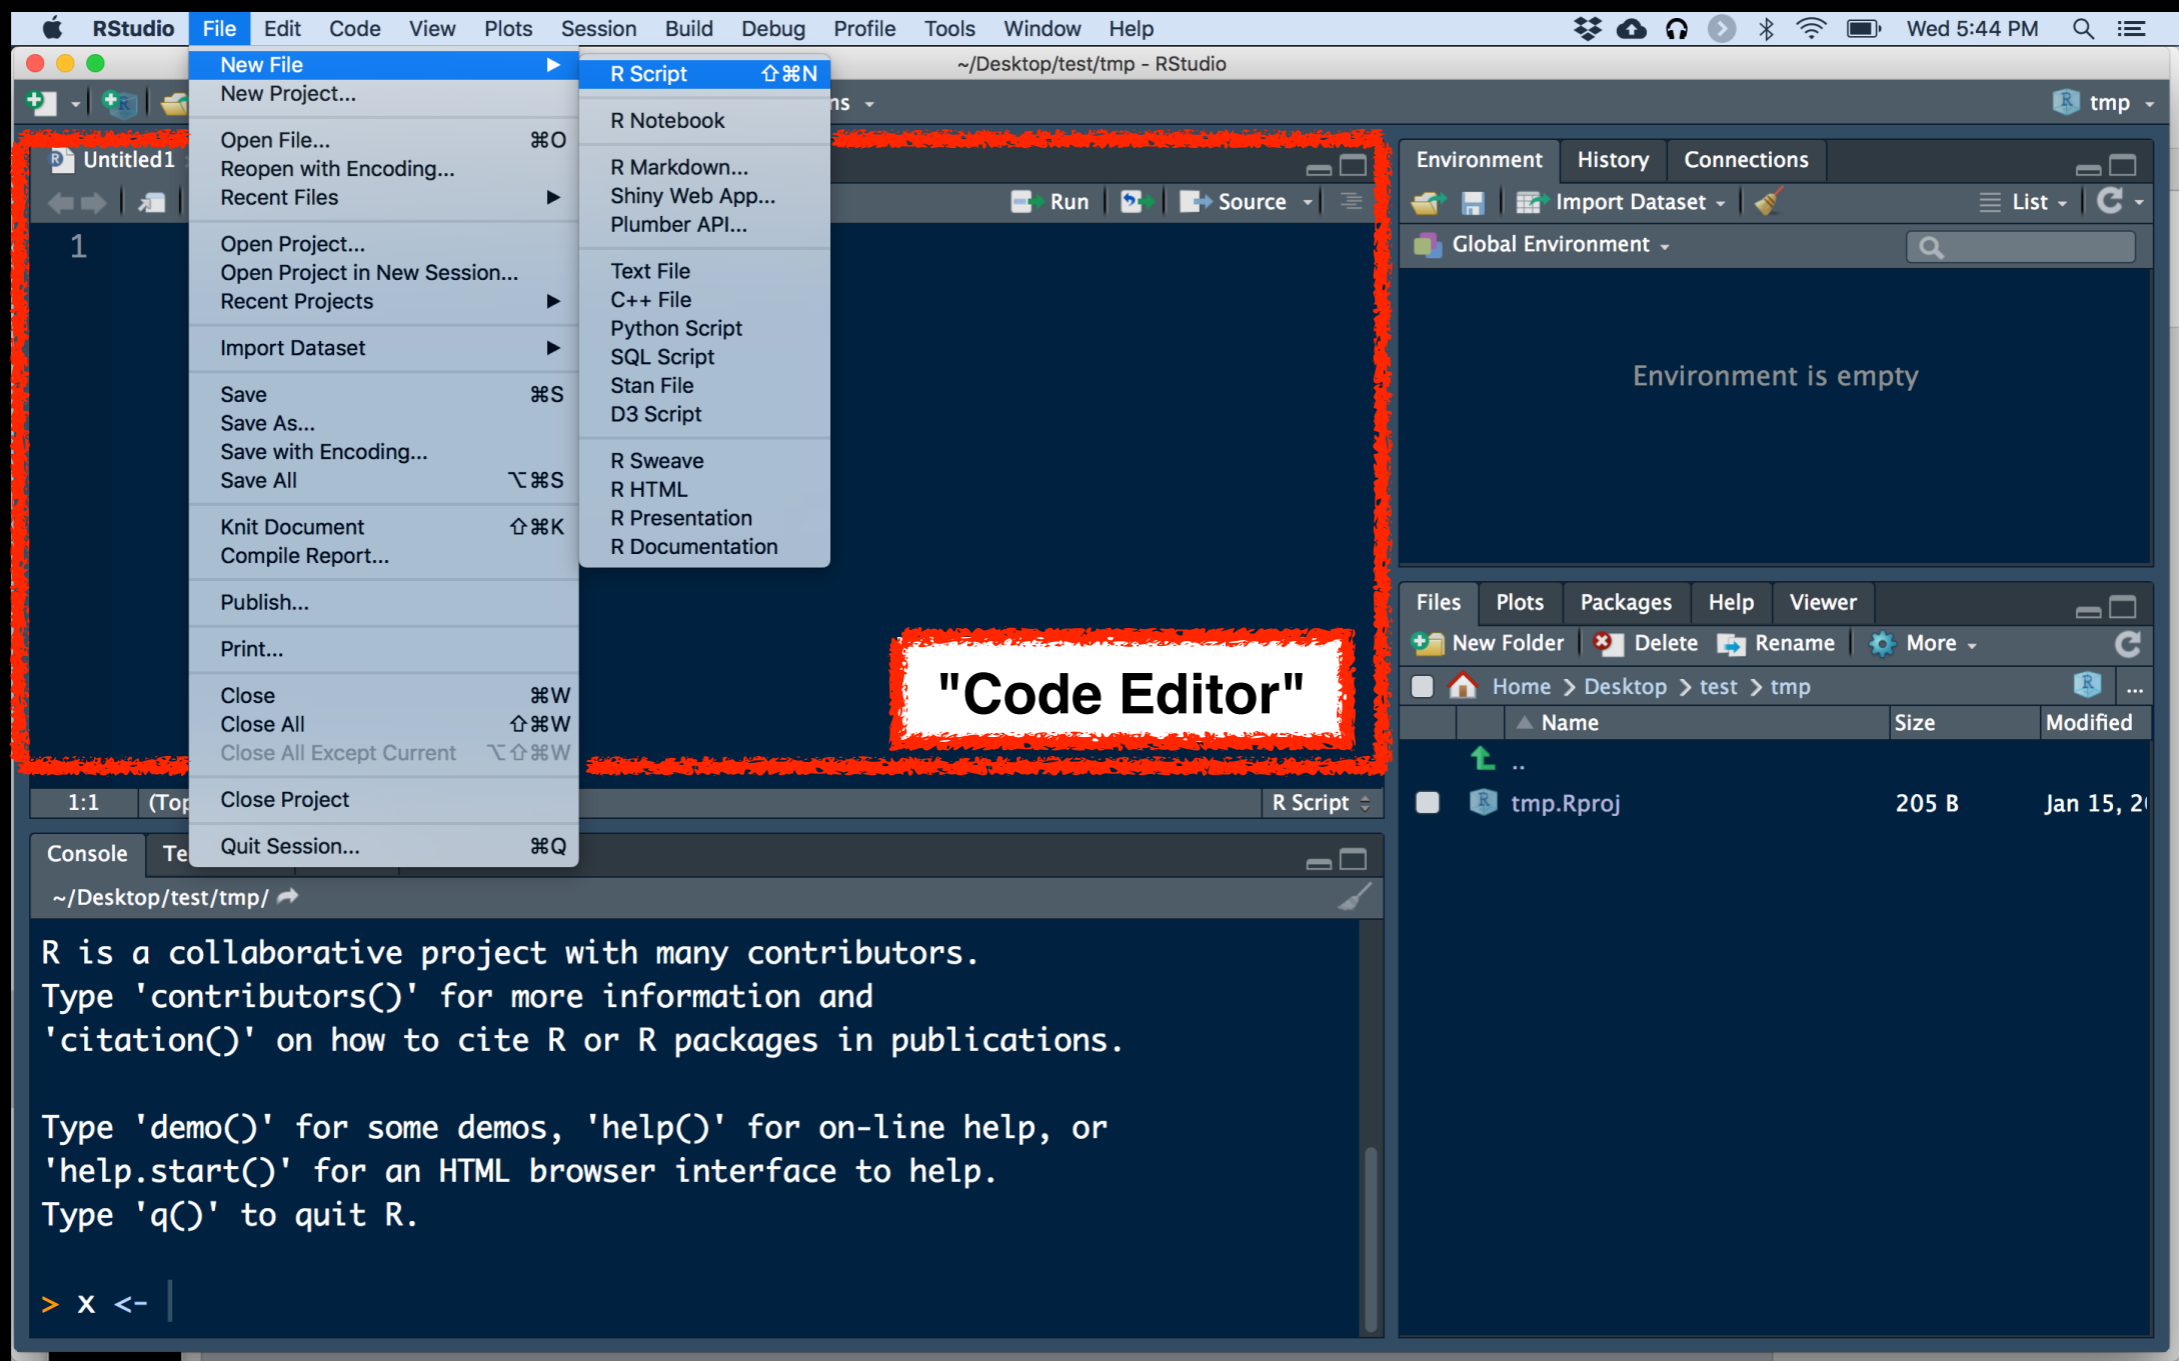 RStudio File Edit Code View Plots Session Build Debug Profile Tools Window Help Wed 5:44 PM
~/Desktop/test/tmp - RStudio
tmp
New File
New Project...
Open File... ⌘O
Reopen with Encoding...
Recent Files
Open Project...
Open Project in New Session...
Recent Projects
Import Dataset
Save ⌘S
Save As...
Save with Encoding...
Save All ⌥⌘S
Knit Document ⇧⌘K
Compile Report...
Publish...
Print...
Close ⌘W
Close All ⇧⌘W
Close All Except Current ⌥⇧⌘W
Close Project
Quit Session... ⌘Q
R Script ⇧⌘N
R Notebook
R Markdown...
Shiny Web App...
Plumber API...
Text File
C++ File
Python Script
SQL Script
Stan File
D3 Script
R Sweave
R HTML
R Presentation
R Documentation
Untitled1
Run Source
1
"Code Editor"
1:1 R Script
Console
~/Desktop/test/tmp/
R is a collaborative project with many contributors.
Type 'contributors()' for more information and
'citation()' on how to cite R or R packages in publications.
Type 'demo()' for some demos, 'help()' for on-line help, or
'help.start()' for an HTML browser interface to help.
Type 'q()' to quit R.
> x <-
Environment History Connections
Import Dataset List
Global Environment
Environment is empty
Files Plots Packages Help Viewer
New Folder Delete Rename More
Home Desktop test tmp ...
Name Size Modified
..
tmp.Rproj 205 B Jan 15,